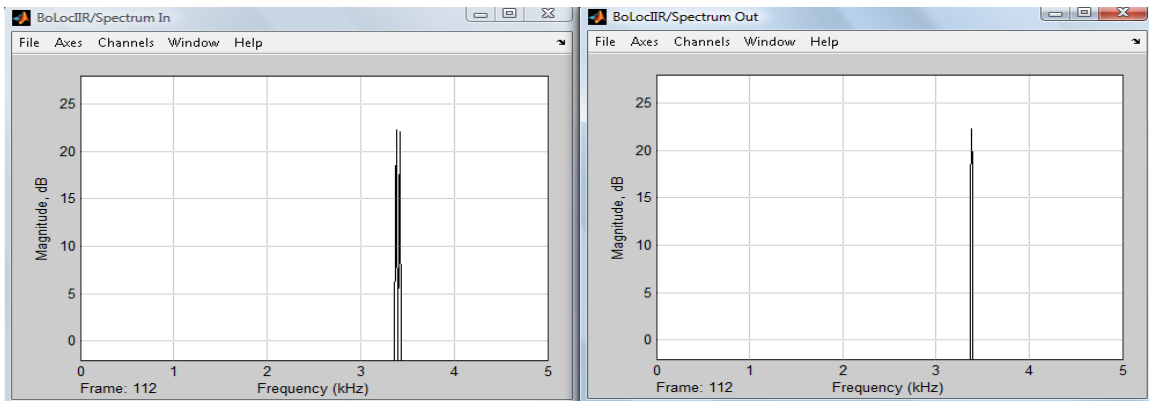 BoLocIIR/Spectrum In
File Axes Channels Window Help
25
20
15
10
5
0
Magnitude, dB
0 1 2 3 4 5
Frame: 112 Frequency (kHz)
BoLocIIR/Spectrum Out
File Axes Channels Window Help
25
20
15
10
5
0
Magnitude, dB
0 1 2 3 4 5
Frame: 112 Frequency (kHz)